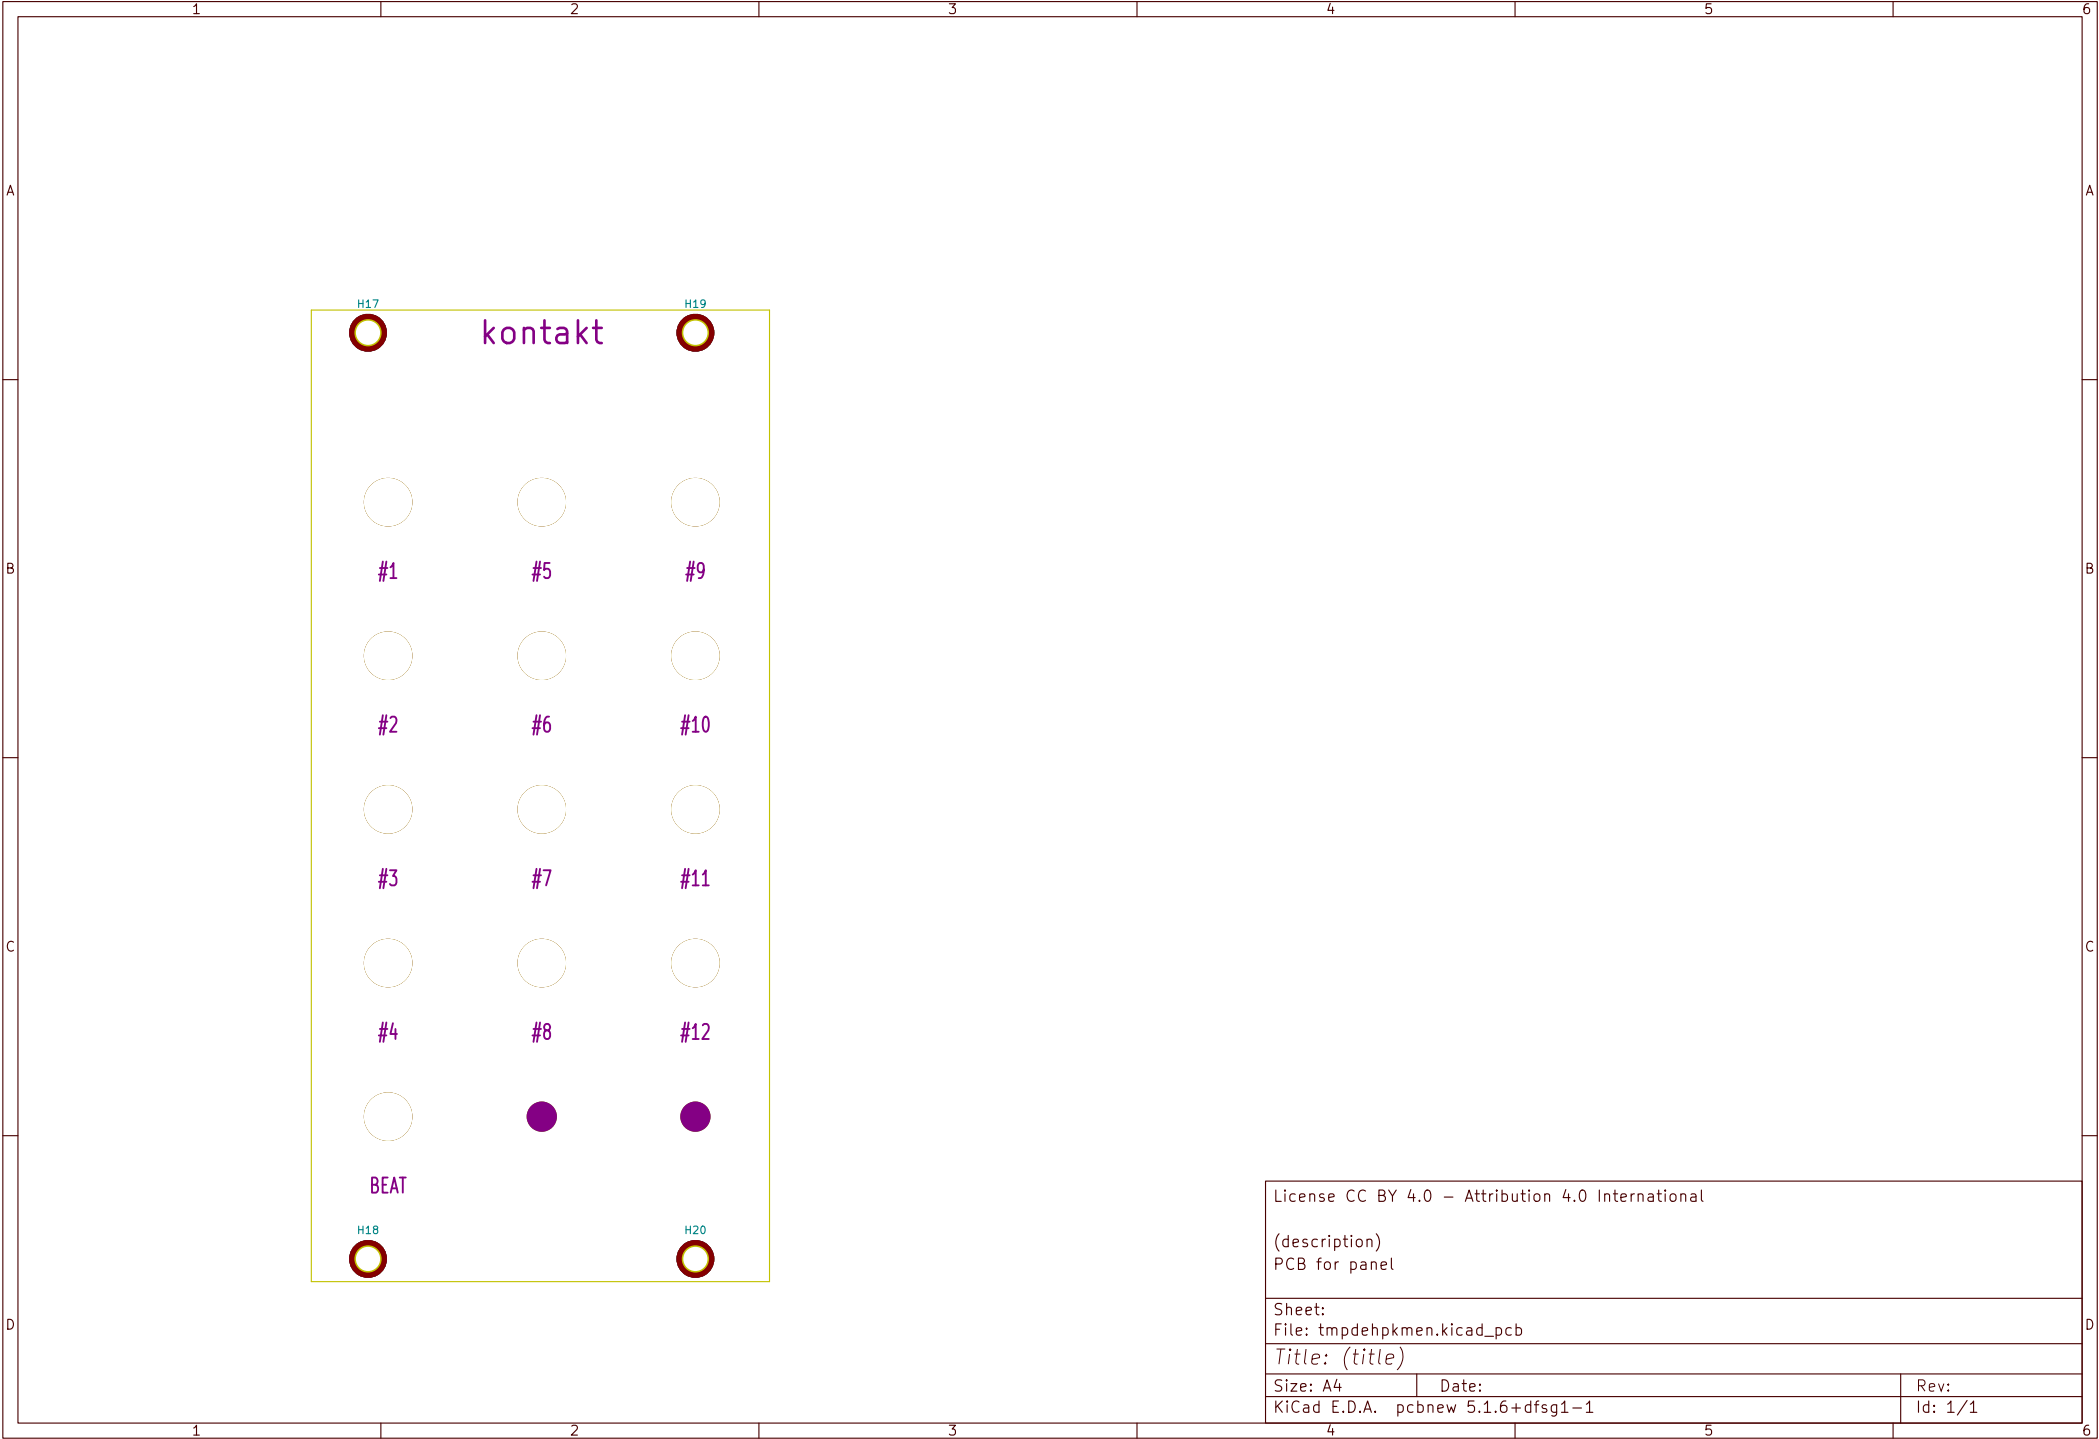 1 2 3 4 5 6
A A
H17 H19
kontakt
B #1 #5 #9 B
#2 #6 #10
#3 #7 #11
C C
#4 #8 #12
BEAT
H18 H20
License CC BY 4.0 - Attribution 4.0 International
(description)
PCB for panel
Sheet:
D File: tmpdehpkmen.kicad_pcb D
Title: (title)
Size: A4 Date: Rev:
KiCad E.D.A. pcbnew 5.1.6+dfsg1-1 Id: 1/1
1 2 3 4 5 6